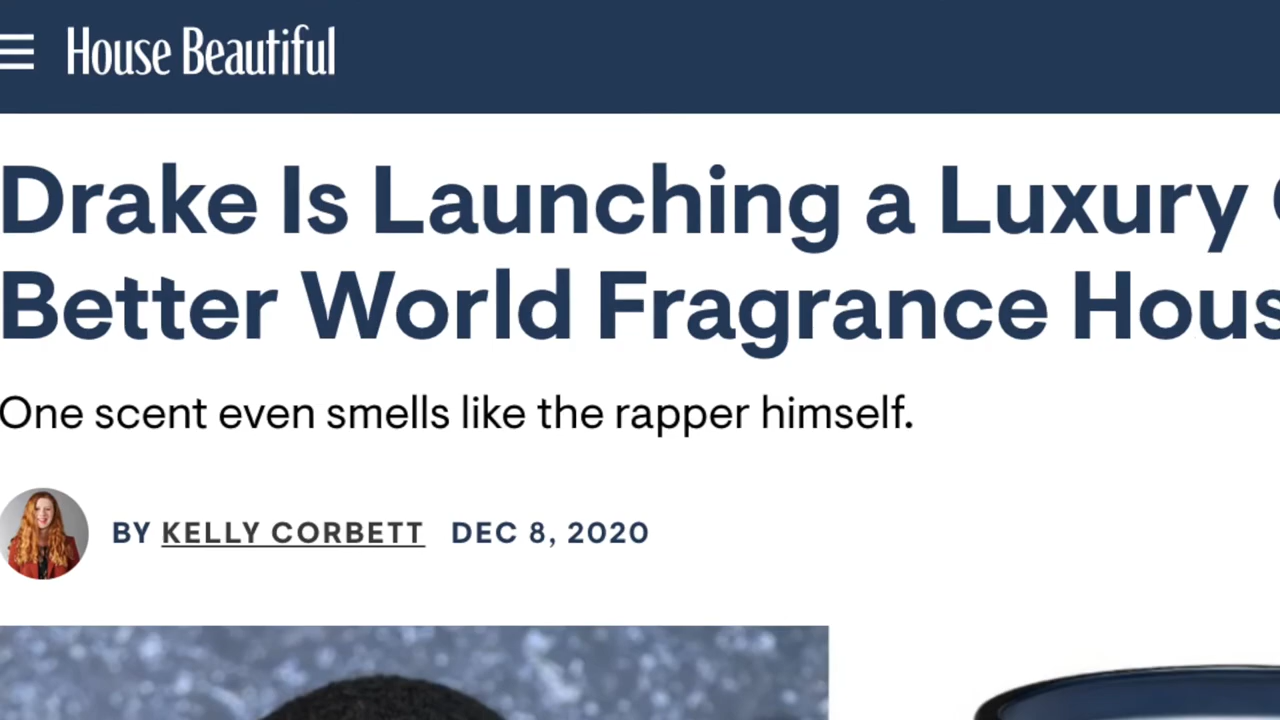 House Beautiful
Drake Is Launching a Luxury
Better World Fragrance Hous
One scent even smells like the rapper himself.
BY KELLY CORBETT DEC 8, 2020